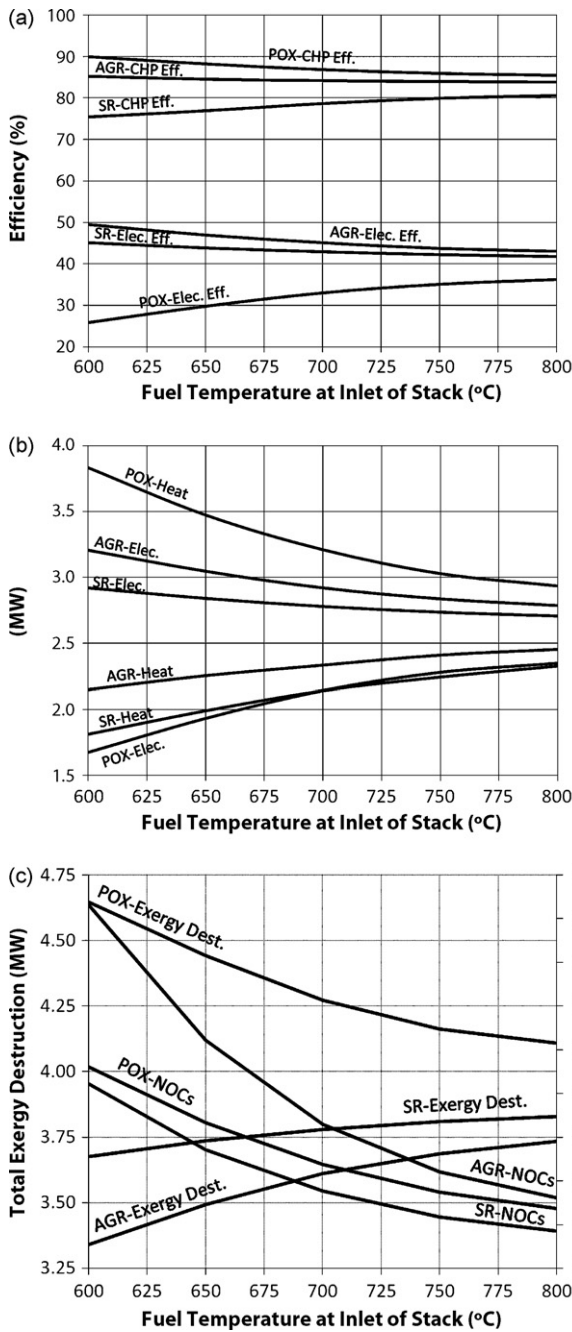 (a)
100
90
80
70
60
50
40
30
20
Efficiency (%)
POX-CHP Eff.
AGR-CHP Eff.
SR-CHP Eff.
SR-Elec. Eff.
AGR-Elec. Eff.
POX-Elec. Eff.
600 625 650 675 700 725 750 775 800
Fuel Temperature at Inlet of Stack (ºC)
(b)
4.0
3.5
3.0
2.5
2.0
1.5
(MW)
POX-Heat
AGR-Elec.
SR-Elec.
AGR-Heat
SR-Heat
POX-Elec.
600 625 650 675 700 725 750 775 800
Fuel Temperature at Inlet of Stack (ºC)
(c)
4.75
4.50
4.25
4.00
3.75
3.50
3.25
Total Exergy Destruction (MW)
POX-Exergy Dest.
POX-NOCs
SR-Exergy Dest.
AGR-NOCs
AGR-Exergy Dest.
SR-NOCs
600 625 650 675 700 725 750 775 800
Fuel Temperature at Inlet of Stack (ºC)